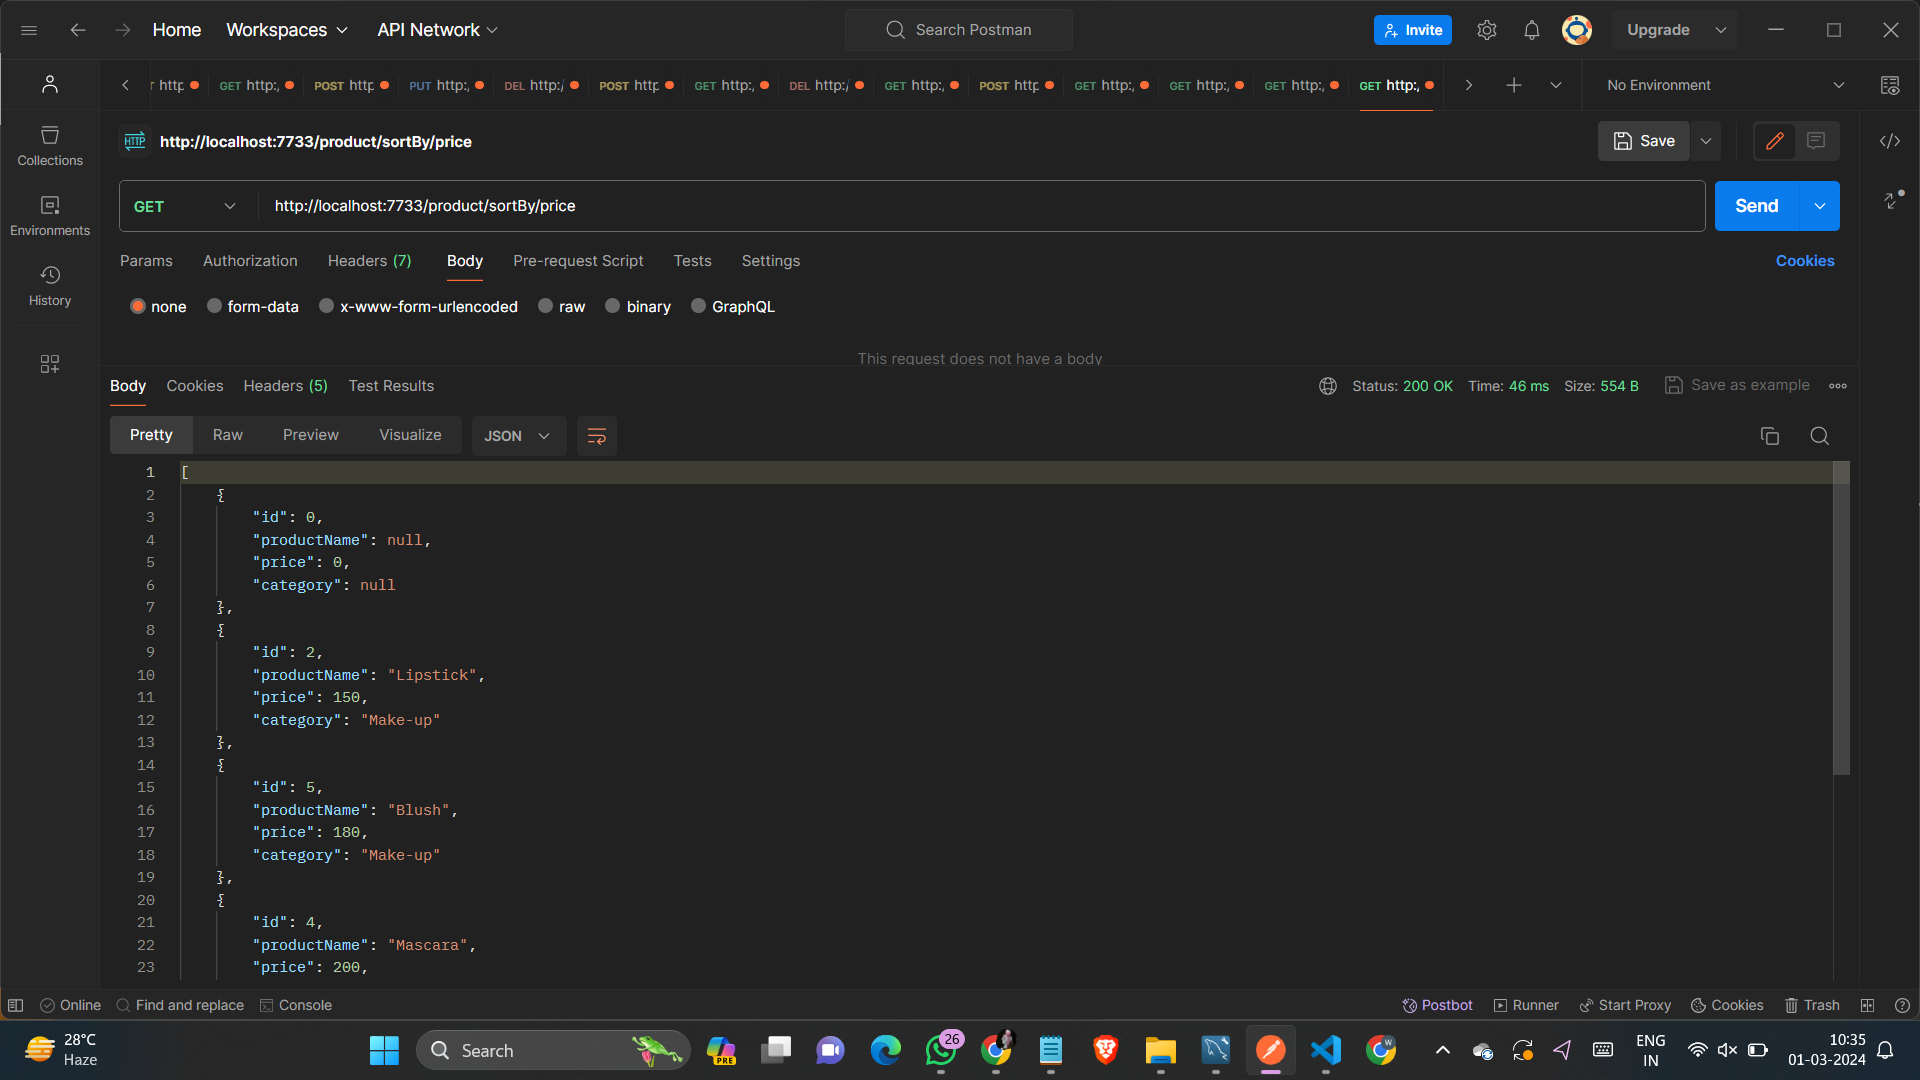 Home Workspaces API Network Search Postman Invite Upgrade
http GET http:, POST http PUT http:, DEL http:/ POST http GET http:, DEL http:/ GET http:, POST http GET http:, GET http:, GET http:, GET http:, No Environment
HTTP http://localhost:7733/product/sortBy/price Save
Collections
GET http://localhost:7733/product/sortBy/price Send
Environments
Params Authorization Headers (7) Body Pre-request Script Tests Settings Cookies
History
none form-data x-www-form-urlencoded raw binary GraphQL
This request does not have a body
Body Cookies Headers (5) Test Results Status: 200 OK Time: 46 ms Size: 554 B Save as example
Pretty Raw Preview Visualize JSON
1 [
2 {
3 "id": 0,
4 "productName": null,
5 "price": 0,
6 "category": null
7 },
8 {
9 "id": 2,
10 "productName": "Lipstick",
11 "price": 150,
12 "category": "Make-up"
13 },
14 {
15 "id": 5,
16 "productName": "Blush",
17 "price": 180,
18 "category": "Make-up"
19 },
20 {
21 "id": 4,
22 "productName": "Mascara",
23 "price": 200,
Online Find and replace Console Postbot Runner Start Proxy Cookies Trash
28°C
Haze
Search
PRE
26
W
ENG
IN
10:35
01-03-2024